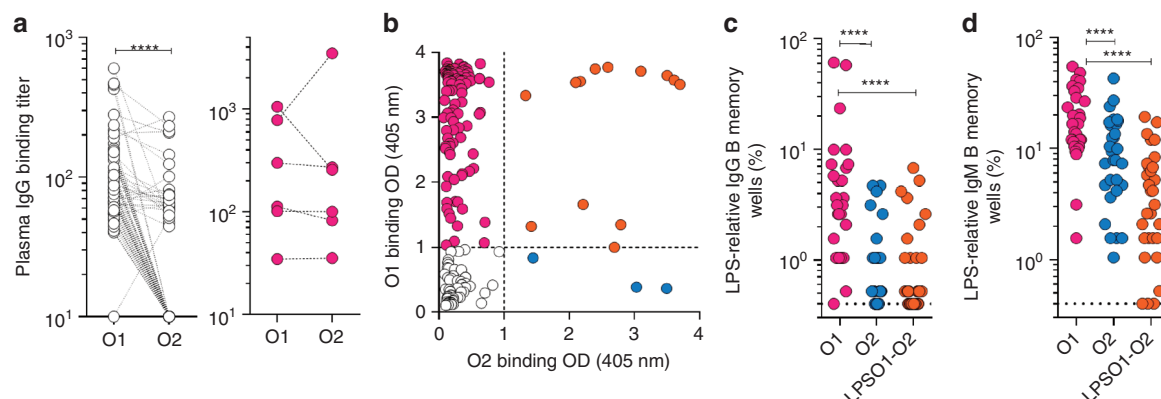 a
Plasma IgG binding titer
10³
10²
10¹
****
O1
O2
10³
10²
10¹
O1
O2
b
O1 binding OD (405 nm)
4
3
2
1
0
0
1
2
3
4
O2 binding OD (405 nm)
c
LPS-relative IgG B memory
wells (%)
10²
10¹
10⁰
****
****
O1
O2
LPSO1-O2
d
LPS-relative IgM B memory
wells (%)
10²
10¹
10⁰
****
****
O1
O2
LPSO1-O2